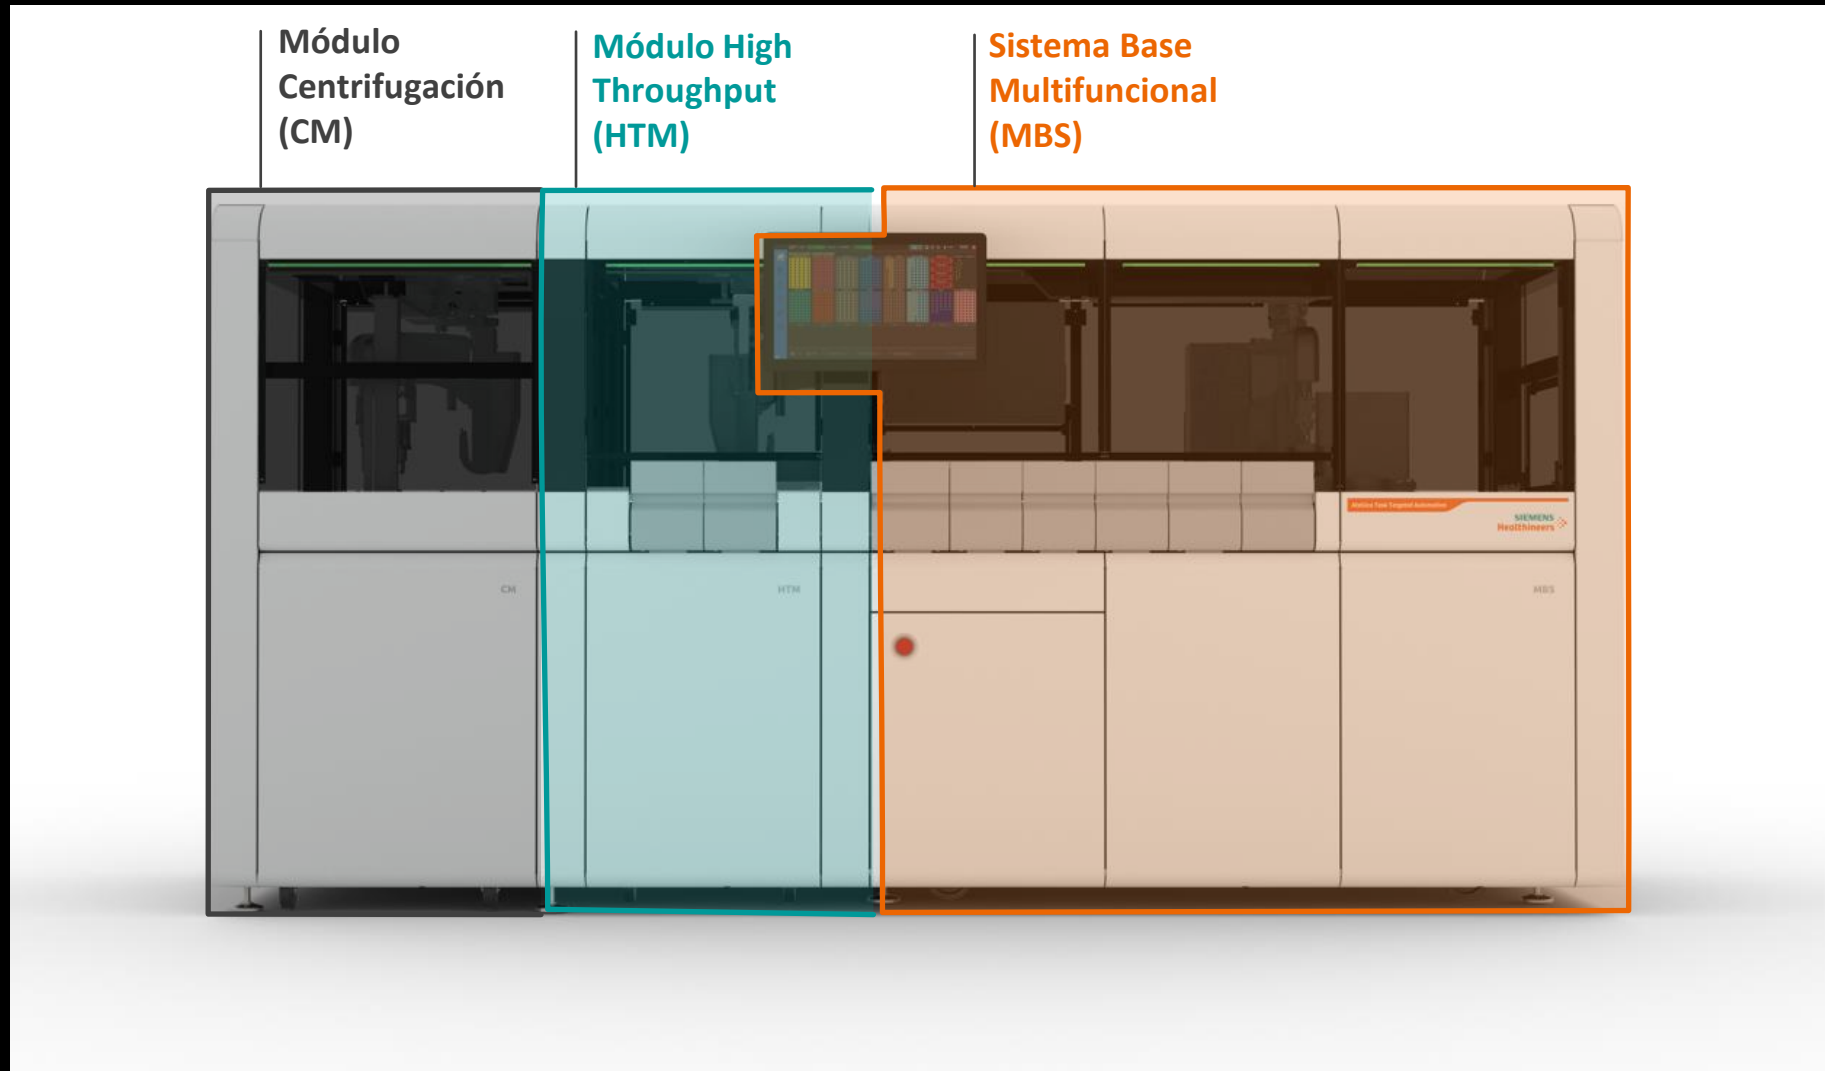 Módulo
Centrifugación
(CM)
Módulo High
Throughput
(HTM)
Sistema Base
Multifuncional
(MBS)
SIEMENS
Healthineers
CM
HTM
MBS